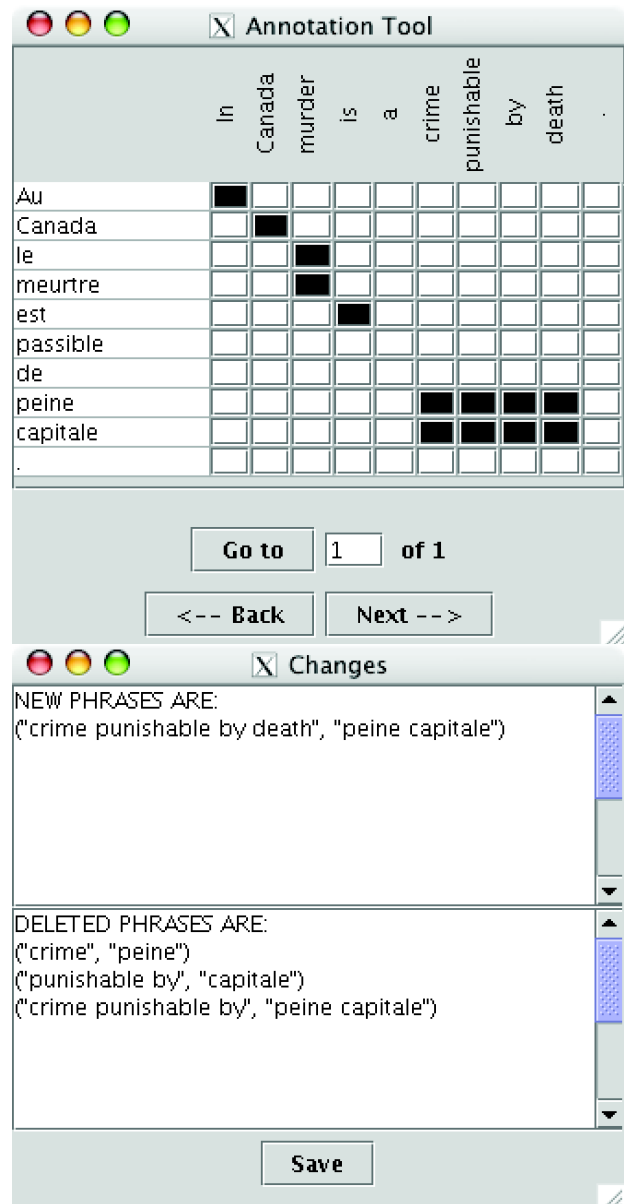 X Annotation Tool
In Canada murder is a crime punishable by death .
Au
Canada
le
meurtre
est
passible
de
peine
capitale
.
Go to 1 of 1
<-- Back Next -->
X Changes
NEW PHRASES ARE:
("crime punishable by death", "peine capitale")
DELETED PHRASES ARE:
("crime", "peine")
("punishable by", "capitale")
("crime punishable by", "peine capitale")
Save